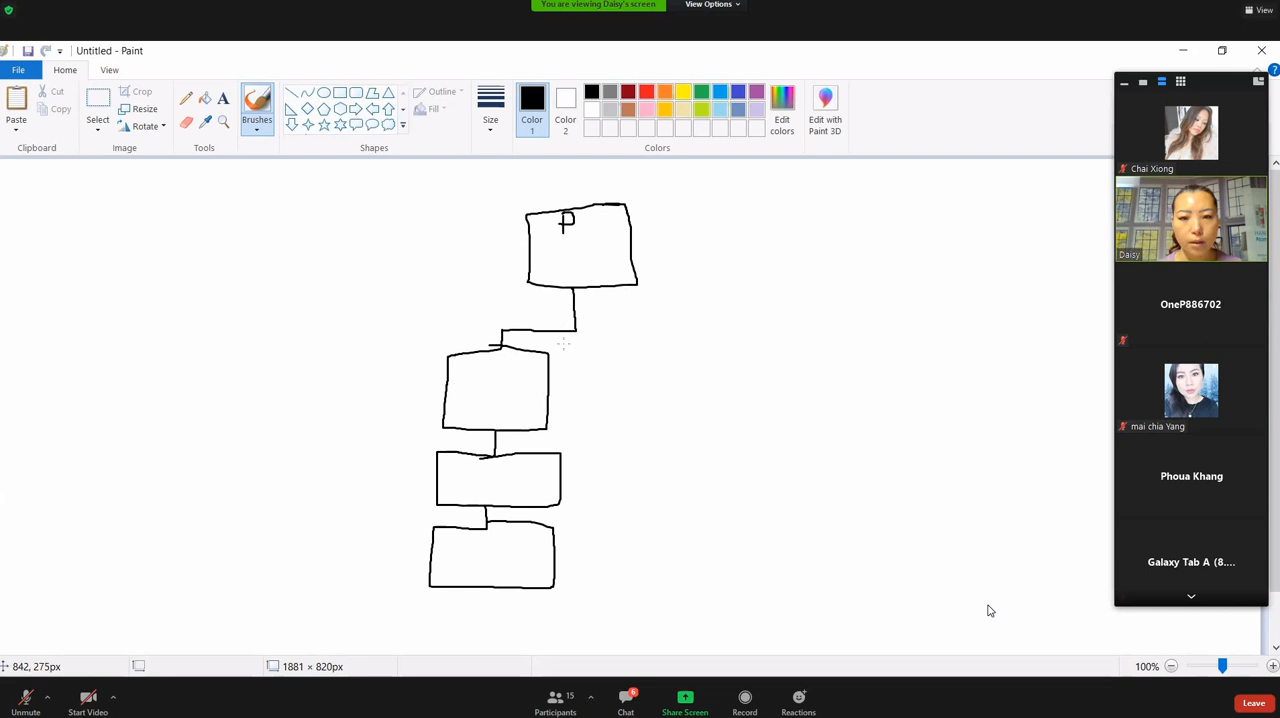 You are viewing Daisy's screen View Options View
Untitled - Paint
File Home View
Cut Crop Outline Edit Edit with
Copy Resize Fill
Paste Select Rotate Brushes Size Color Color colors Paint 3D
1 2
Clipboard Image Tools Shapes Colors
P
Chai Xiong
Daisy
OneP886702
mai chia Yang
Phoua Khang
Galaxy Tab A (8....
842, 275px 1881 × 820px 100%
15 6
Unmute Start Video Participants Chat Share Screen Record Reactions Leave